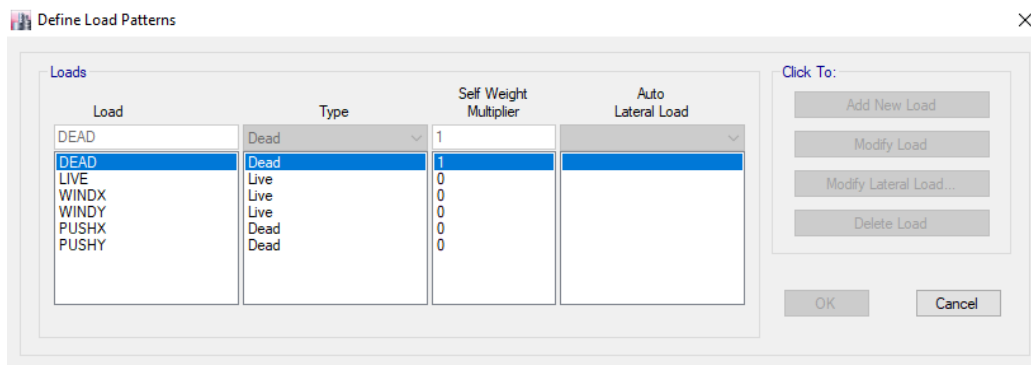 Define Load Patterns
Loads
Click To:
Load
Type
Self Weight
Multiplier
Auto
Lateral Load
DEAD Dead 1
DEAD Dead 1
LIVE Live 0
WINDX Live 0
WINDY Live 0
PUSHX Dead 0
PUSHY Dead 0
Add New Load
Modify Load
Modify Lateral Load...
Delete Load
OK
Cancel